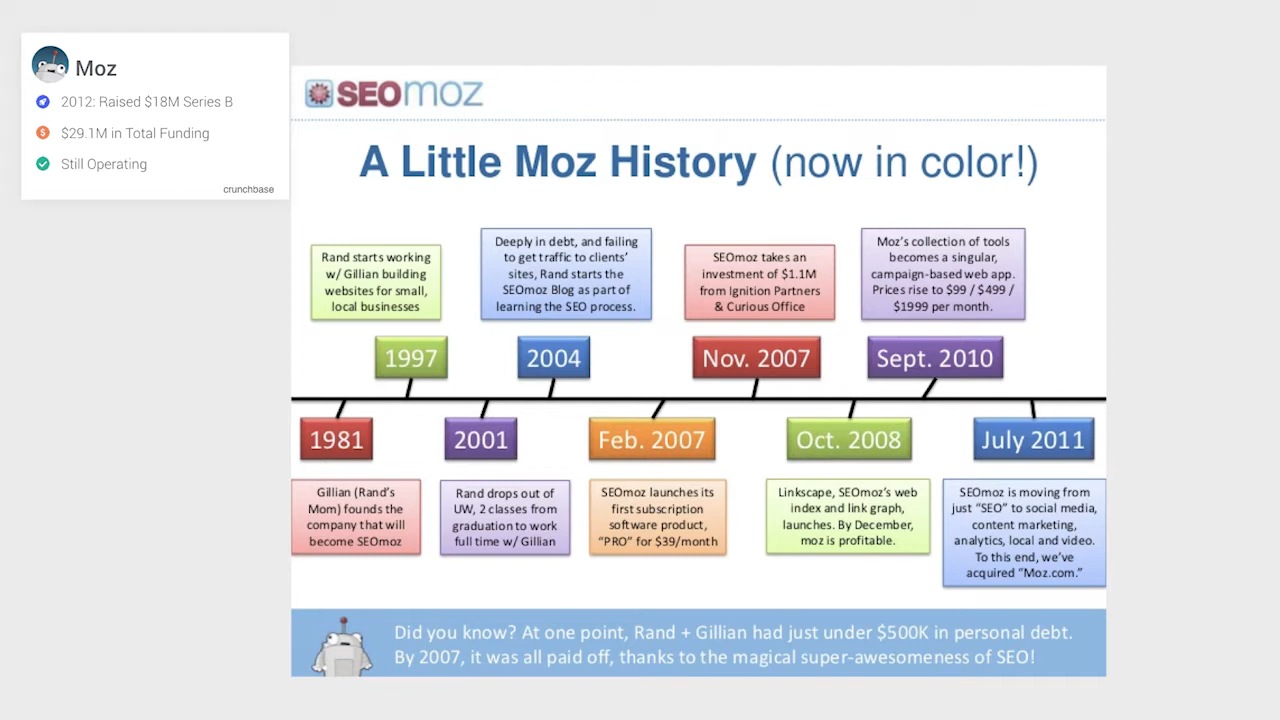 Moz
2012: Raised $18M Series B
$29.1M in Total Funding
Still Operating
crunchbase
SEOmoz
A Little Moz History (now in color!)
Rand starts working
w/ Gillian building
websites for small,
local businesses
Deeply in debt, and failing
to get traffic to clients'
sites, Rand starts the
SEOmoz Blog as part of
learning the SEO process.
SEOmoz takes an
investment of $1.1M
from Ignition Partners
& Curious Office
Moz's collection of tools
becomes a singular,
campaign-based web app.
Prices rise to $99 / $499 /
$1999 per month.
1997
2004
Nov. 2007
Sept. 2010
1981
2001
Feb. 2007
Oct. 2008
July 2011
Gillian (Rand's
Mom) founds the
company that will
become SEOmoz
Rand drops out of
UW, 2 classes from
graduation to work
full time w/ Gillian
SEOmoz launches its
first subscription
software product,
"PRO" for $39/month
Linkscape, SEOmoz's web
index and link graph,
launches. By December,
moz is profitable.
SEOmoz is moving from
just "SEO" to social media,
content marketing,
analytics, local and video.
To this end, we've
acquired "Moz.com."
Did you know? At one point, Rand + Gillian had just under $500K in personal debt.
By 2007, it was all paid off, thanks to the magical super-awesomeness of SEO!